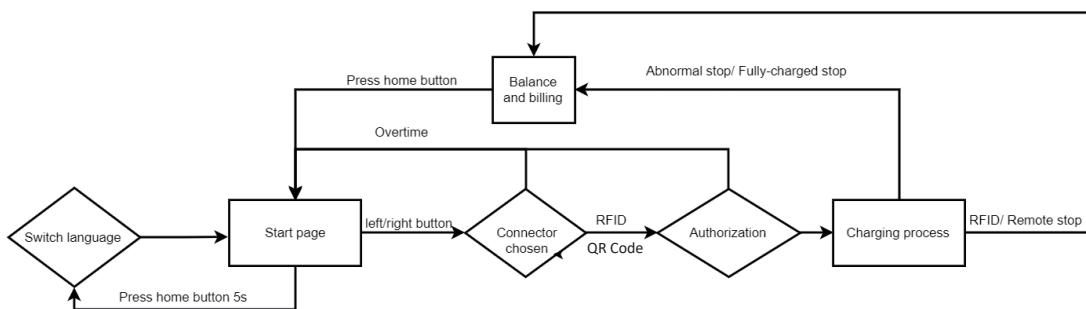 Balance
and billing
Press home button
Abnormal stop/ Fully-charged stop
Overtime
Switch language
Start page
left/right button
Connector
chosen
RFID
QR Code
Authorization
Charging process
RFID/ Remote stop
Press home button 5s